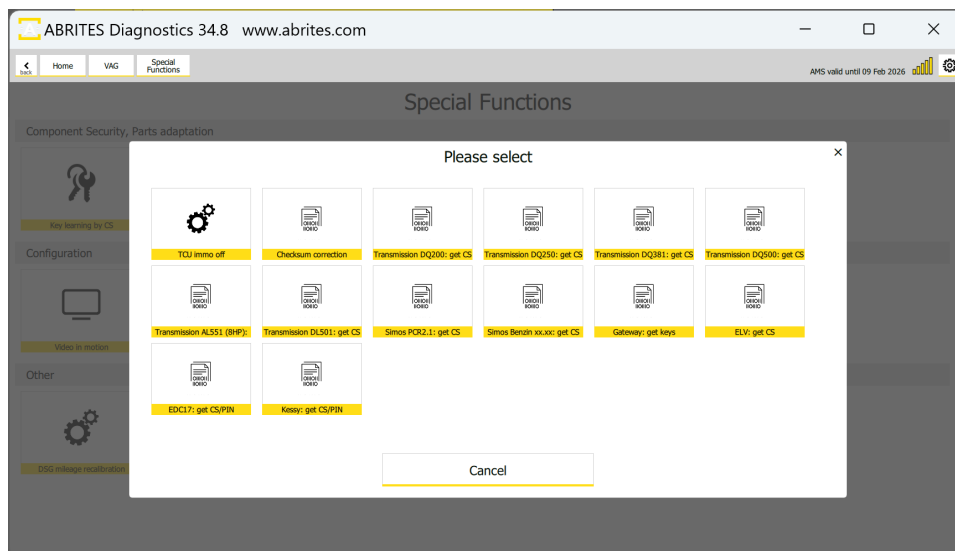 ABRITES Diagnostics 34.8 www.abrites.com
back
Home
VAG
Special
Functions
AMS valid until 09 Feb 2026
Special Functions
Component Security, Parts adaptation
Key learning by CS
Configuration
Video in motion
Other
DSG mileage recalibration
Please select
TCU immo off
Checksum correction
Transmission DQ200: get CS
Transmission DQ250: get CS
Transmission DQ381: get CS
Transmission DQ500: get CS
Transmission AL551 (8HP):
Transmission DL501: get CS
Simos PCR2.1: get CS
Simos Benzin xx.xx: get CS
Gateway: get keys
ELV: get CS
EDC17: get CS/PIN
Kessy: get CS/PIN
Cancel